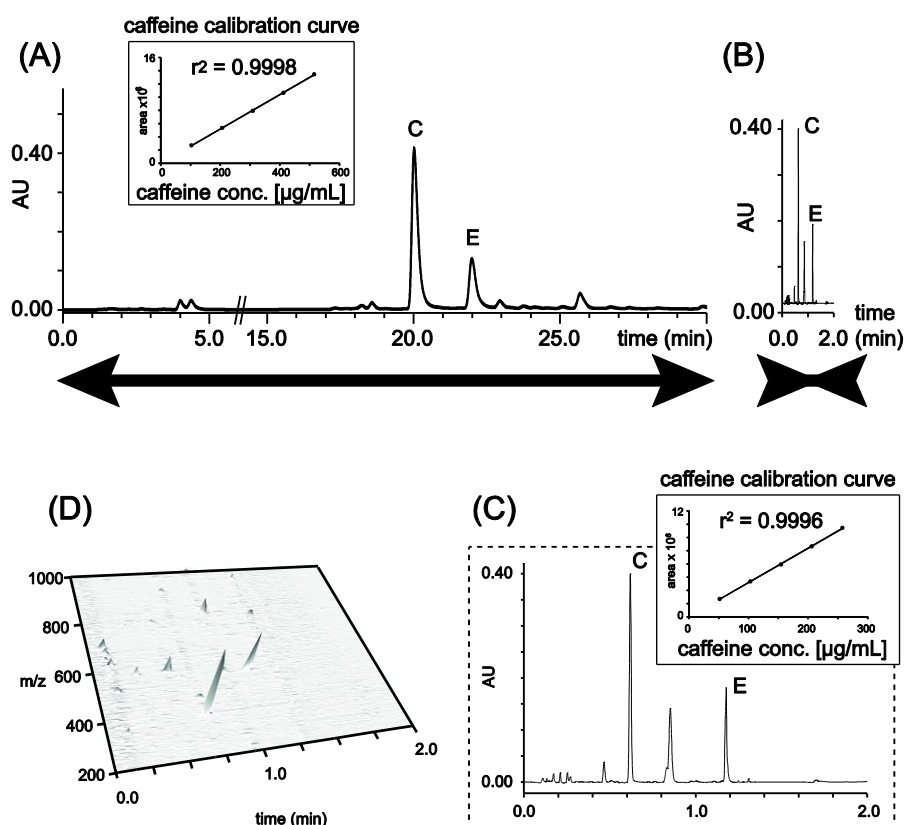 caffeine calibration curve
(A)
r2 = 0.9998
16
area x10⁶
0
0 200 400 600
caffeine conc. [µg/mL]
C
E
0.40
AU
0.00
0.0 5.0 15.0 20.0 25.0 time (min)
(B)
0.40
C
E
AU
0.00
0.0 2.0
time
(min)
(D)
1000
800
600
m/z
400
200
0.0
1.0
2.0
time (min)
caffeine calibration curve
(C)
r² = 0.9996
12
area x 10⁶
0
0 100 200 300
caffeine conc. [µg/mL]
C
E
0.40
AU
0.00
0.0 1.0 2.0